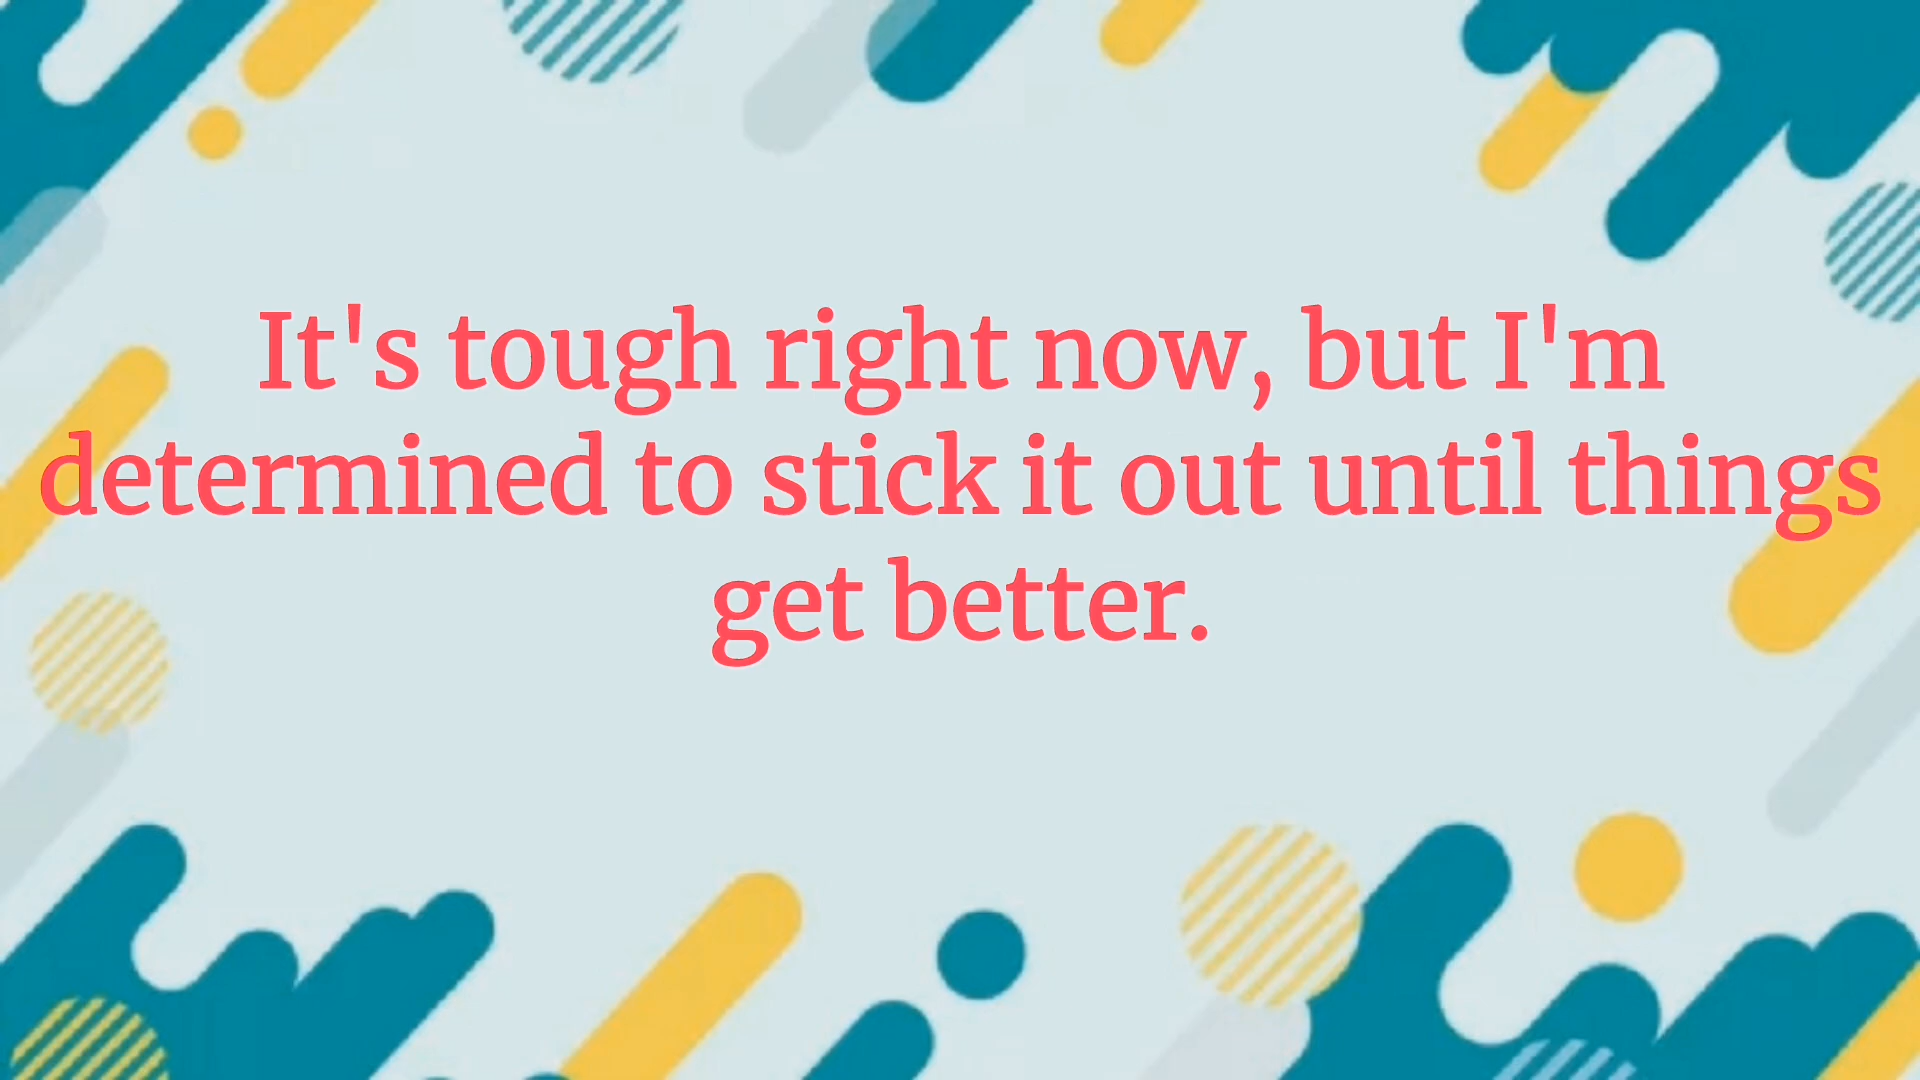 It's tough right now, but I'm
determined to stick it out until things
get better.